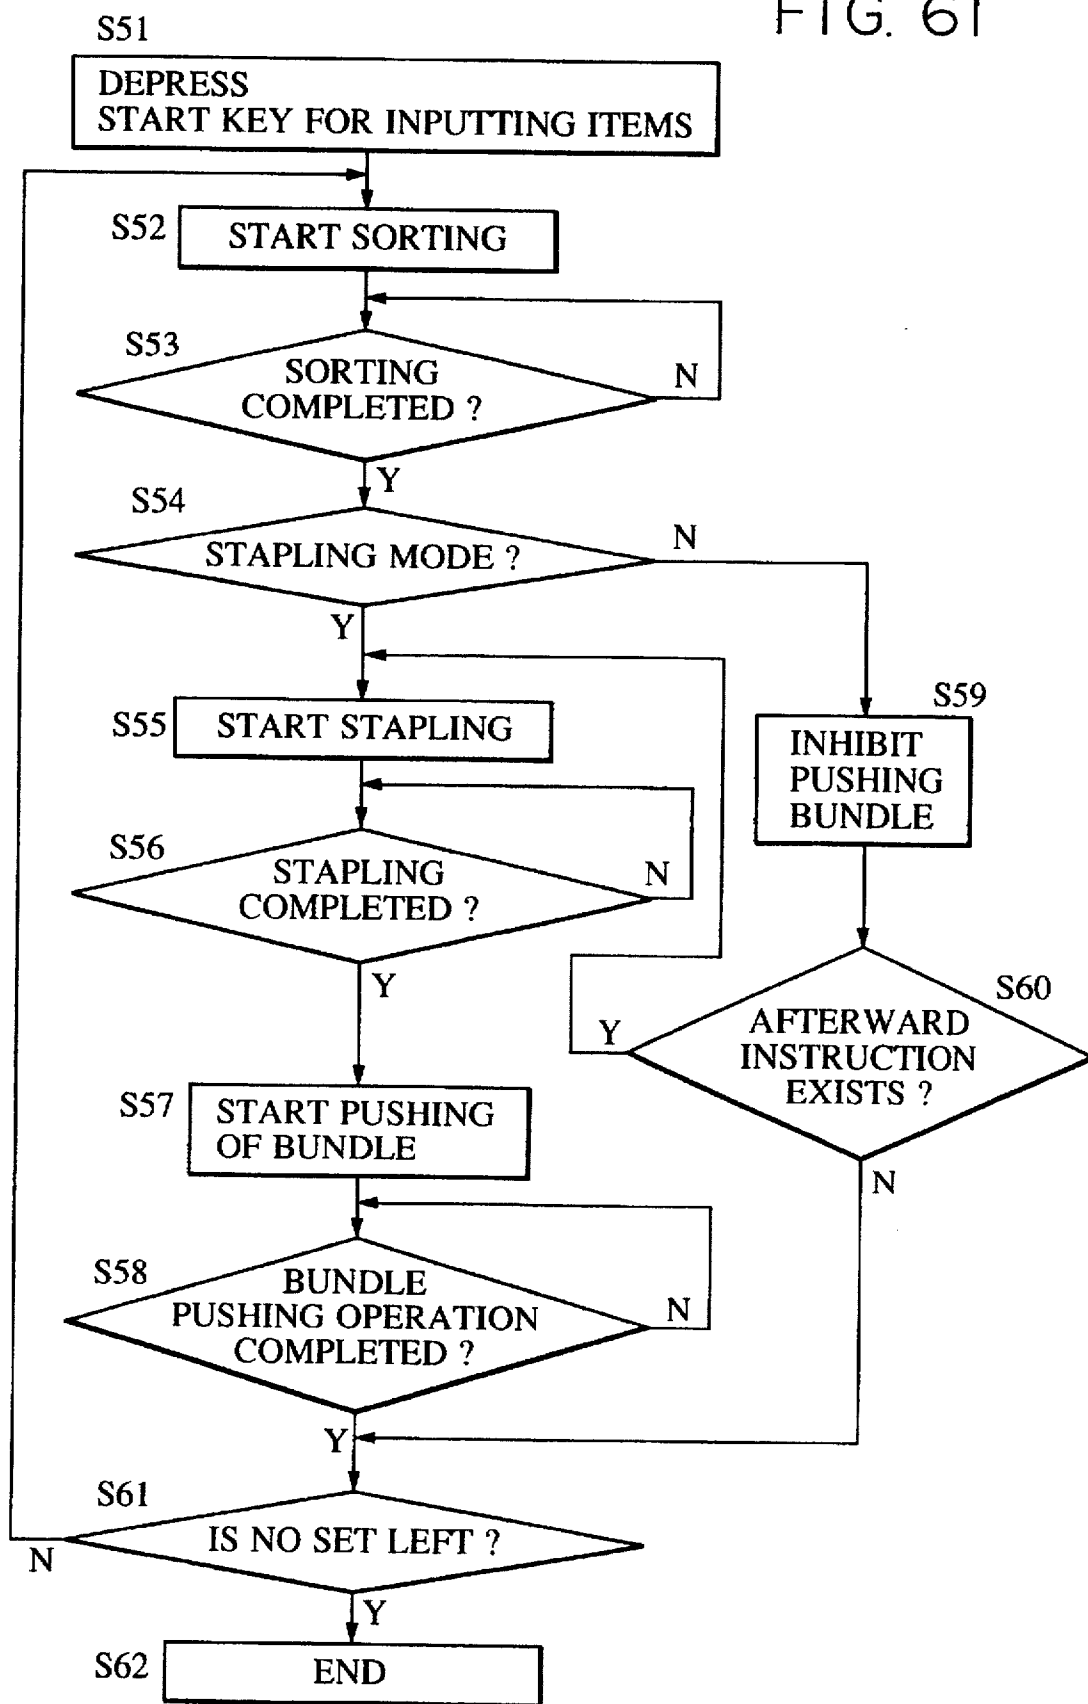 FIG. 61
S51
DEPRESS
START KEY FOR INPUTTING ITEMS
S52
START SORTING
S53
SORTING
COMPLETED ?
N
Y
S54
STAPLING MODE ?
N
Y
S55
START STAPLING
S59
INHIBIT
PUSHING
BUNDLE
S56
STAPLING
COMPLETED ?
N
Y
S60
AFTERWARD
INSTRUCTION
EXISTS ?
Y
N
S57
START PUSHING
OF BUNDLE
S58
BUNDLE
PUSHING OPERATION
COMPLETED ?
N
Y
S61
IS NO SET LEFT ?
N
Y
S62
END